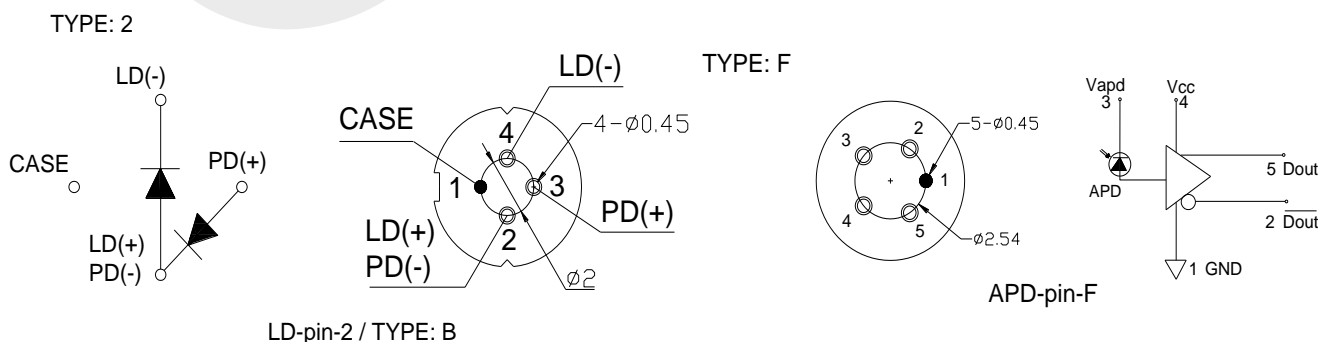 TYPE: 2
LD(-)
CASE
PD(+)
LD(+)
PD(-)
LD(-)
CASE
4-Ø0.45
4
1
3
2
PD(+)
LD(+)
PD(-)
Ø2
LD-pin-2 / TYPE: B
TYPE: F
3
2
5-Ø0.45
1
4
5
Ø2.54
APD-pin-F
Vapd
3
Vcc
4
APD
5 Dout
2 Dout
1 GND